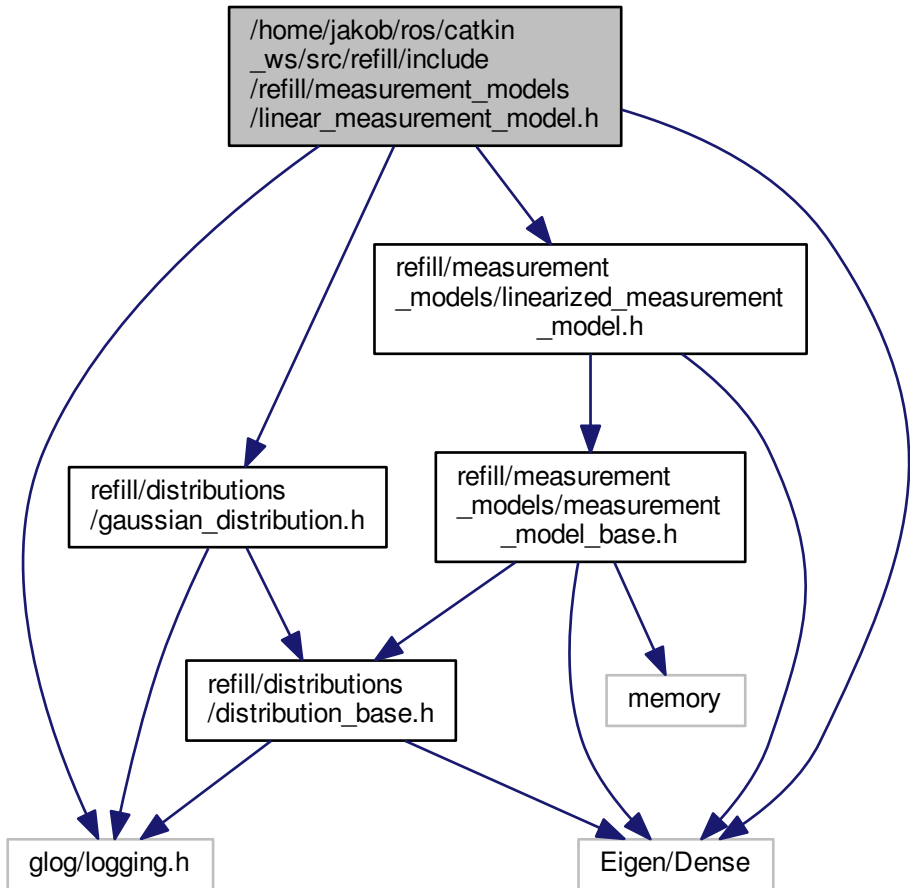 /home/jakob/ros/catkin
_ws/src/refill/include
/refill/measurement_models
/linear_measurement_model.h
refill/measurement
_models/linearized_measurement
_model.h
refill/distributions
/gaussian_distribution.h
refill/measurement
_models/measurement
_model_base.h
refill/distributions
/distribution_base.h
memory
glog/logging.h
Eigen/Dense